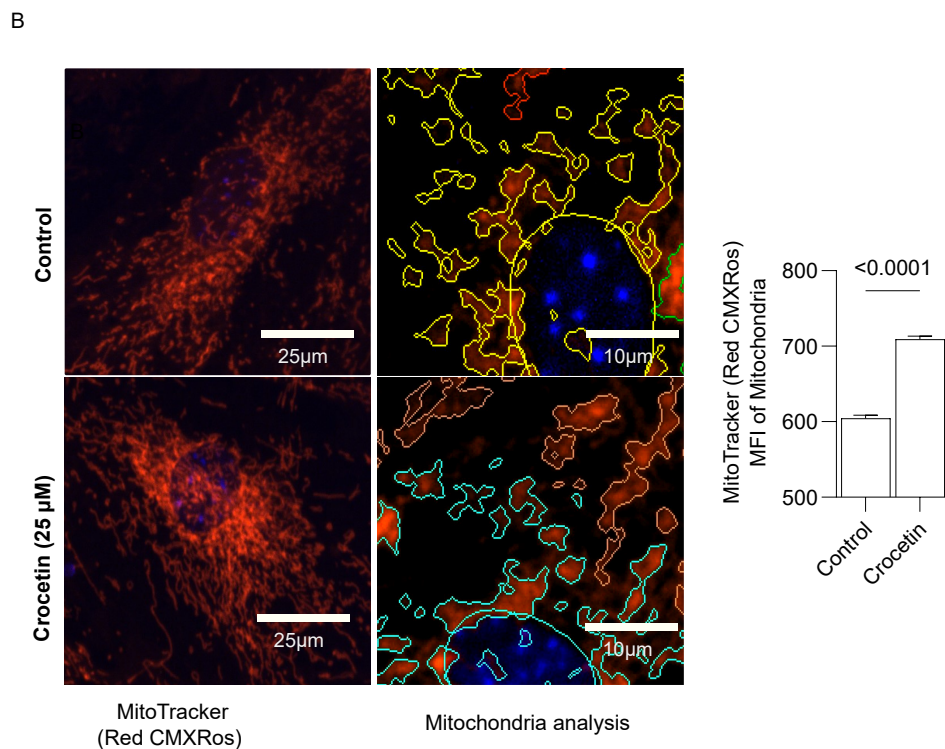 B
B
Control
25µm
10µm
Crocetin (25 µM)
25µm
10µm
MitoTracker
(Red CMXRos)
Mitochondria analysis
MitoTracker (Red CMXRos)
MFI of Mitochondria
800
700
600
500
<0.0001
Control
Crocetin